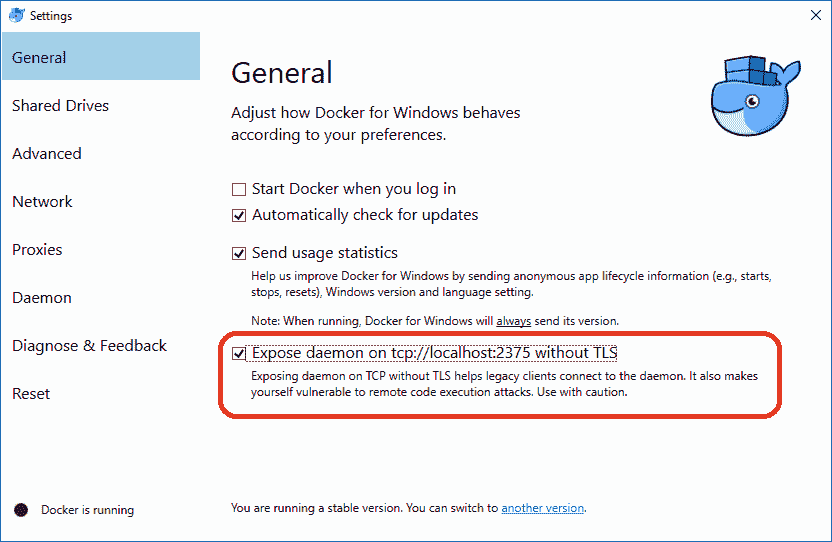 Settings
General
Shared Drives
Advanced
Network
Proxies
Daemon
Diagnose & Feedback
Reset
General
Adjust how Docker for Windows behaves
according to your preferences.
Start Docker when you log in
Automatically check for updates
Send usage statistics
Help us improve Docker for Windows by sending anonymous app lifecycle information (e.g., starts,
stops, resets), Windows version and language setting.
Note: When running, Docker for Windows will always send its version.
Expose daemon on tcp://localhost:2375 without TLS
Exposing daemon on TCP without TLS helps legacy clients connect to the daemon. It also makes
yourself vulnerable to remote code execution attacks. Use with caution.
Docker is running
You are running a stable version. You can switch to another version.